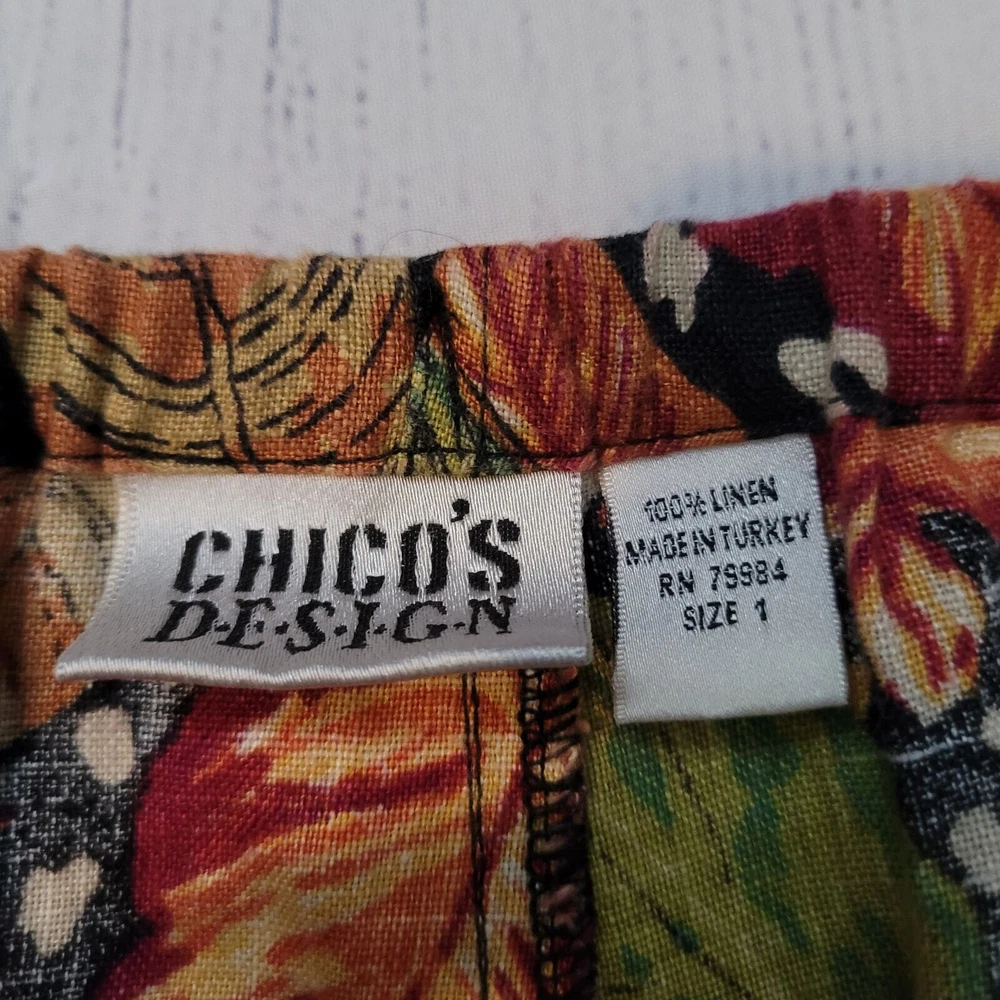 CHICO'S
D·E·S·I·G·N
100% LINEN
MADE IN TURKEY
RN 79984
SIZE 1